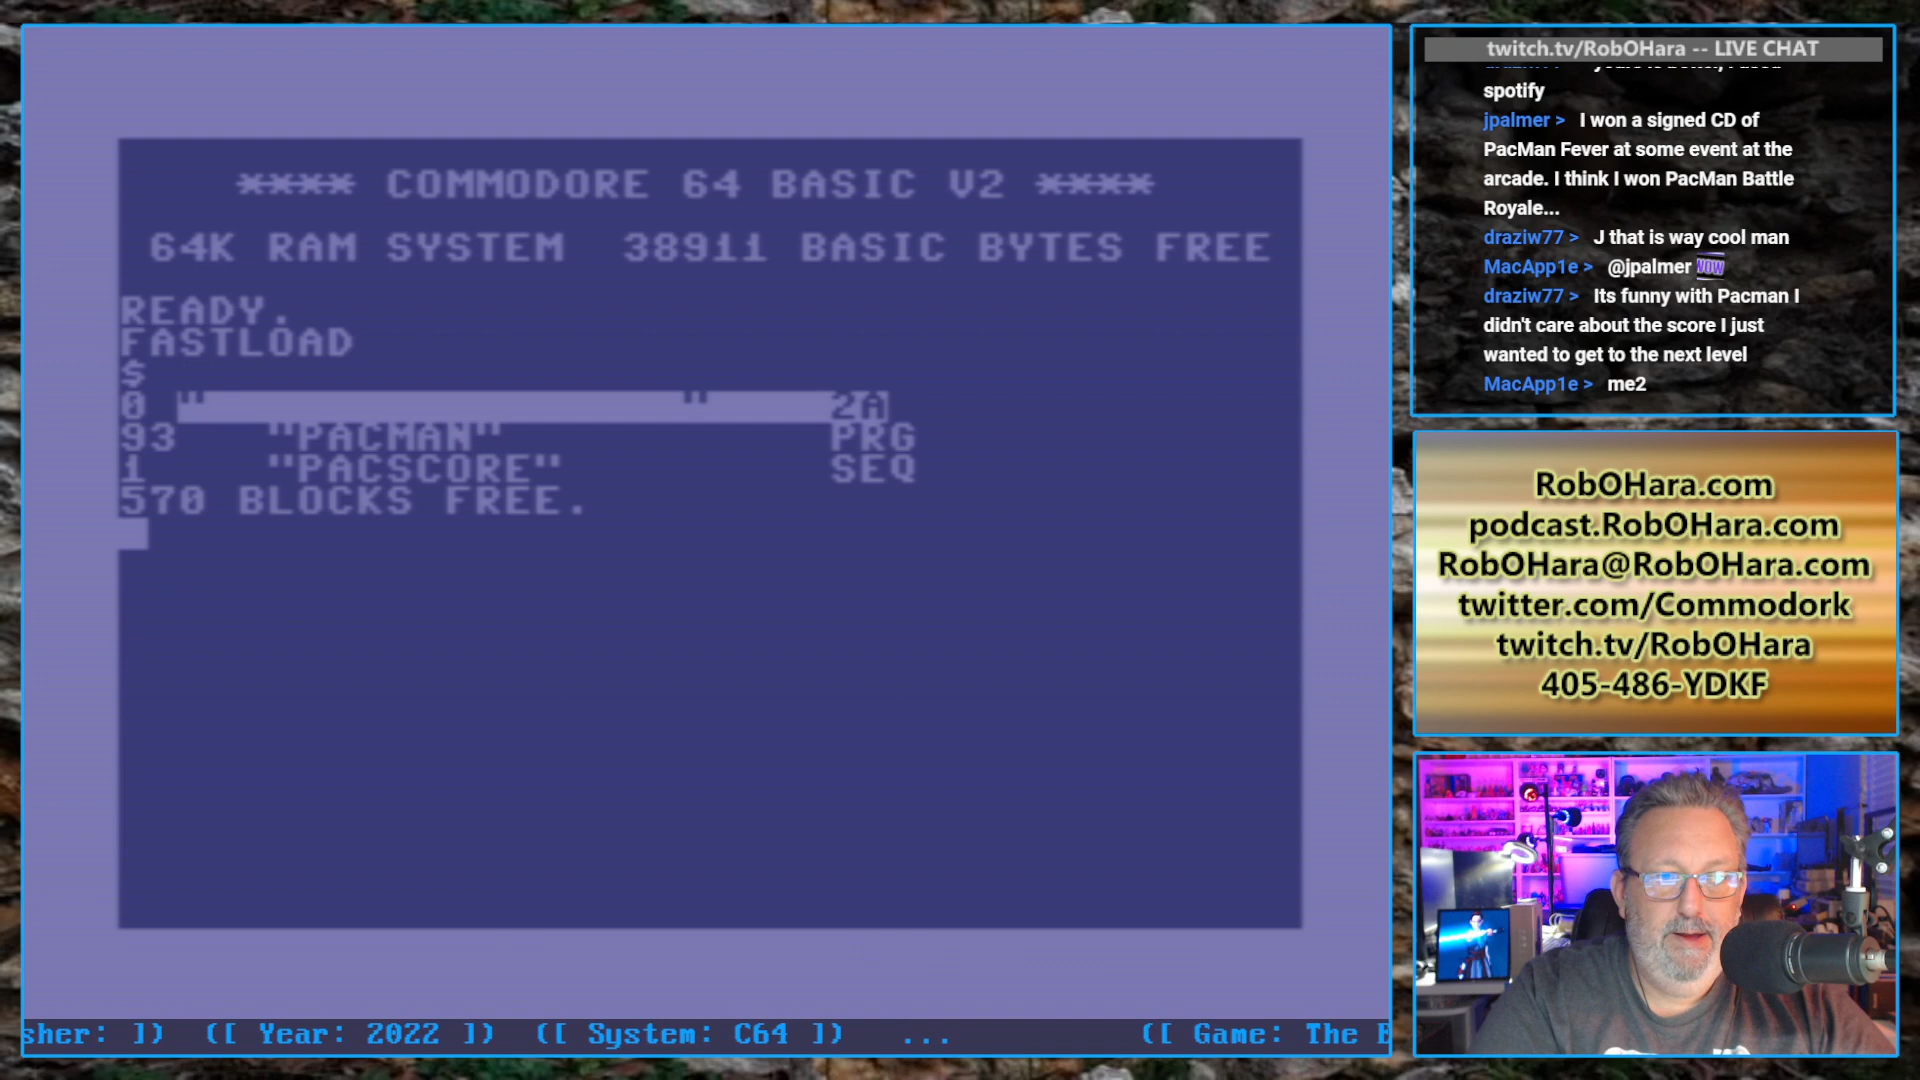 **** COMMODORE 64 BASIC V2 ****
64K RAM SYSTEM  38911 BASIC BYTES FREE
READY.
FASTLOAD
$
0 "                " 2A
93 "PACMAN" PRG
1 "PACSCORE" SEQ
570 BLOCKS FREE.
sher: ]) ([ Year: 2022 ]) ([ System: C64 ]) ... ([ Game: The
twitch.tv/RobOHara -- LIVE CHAT
spotify
jpalmer > I won a signed CD of
PacMan Fever at some event at the
arcade. I think I won PacMan Battle
Royale...
draziw77 > J that is way cool man
MacApp1e > @jpalmer WOW
draziw77 > Its funny with Pacman I
didn't care about the score I just
wanted to get to the next level
MacApp1e > me2
RobOHara.com
podcast.RobOHara.com
RobOHara@RobOHara.com
twitter.com/Commodork
twitch.tv/RobOHara
405-486-YDKF